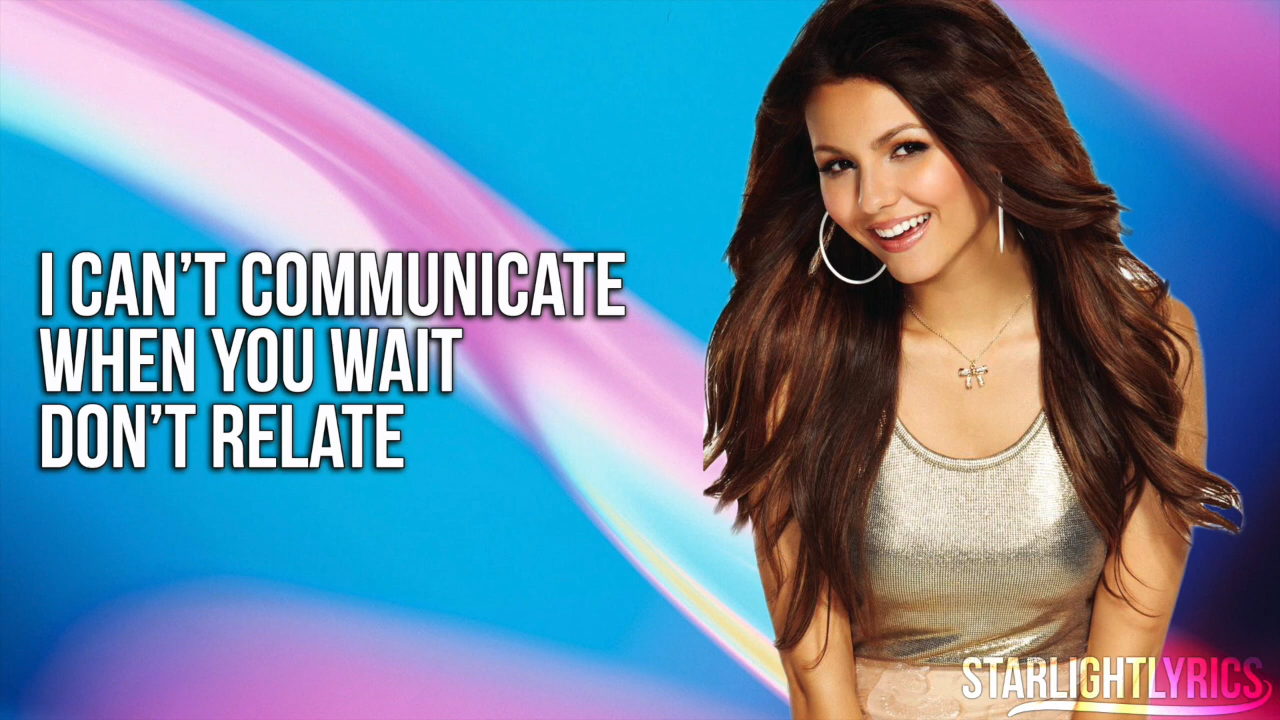 I CAN'T COMMUNICATE
WHEN YOU WAIT
DON'T RELATE
STARLIGHTLYRICS